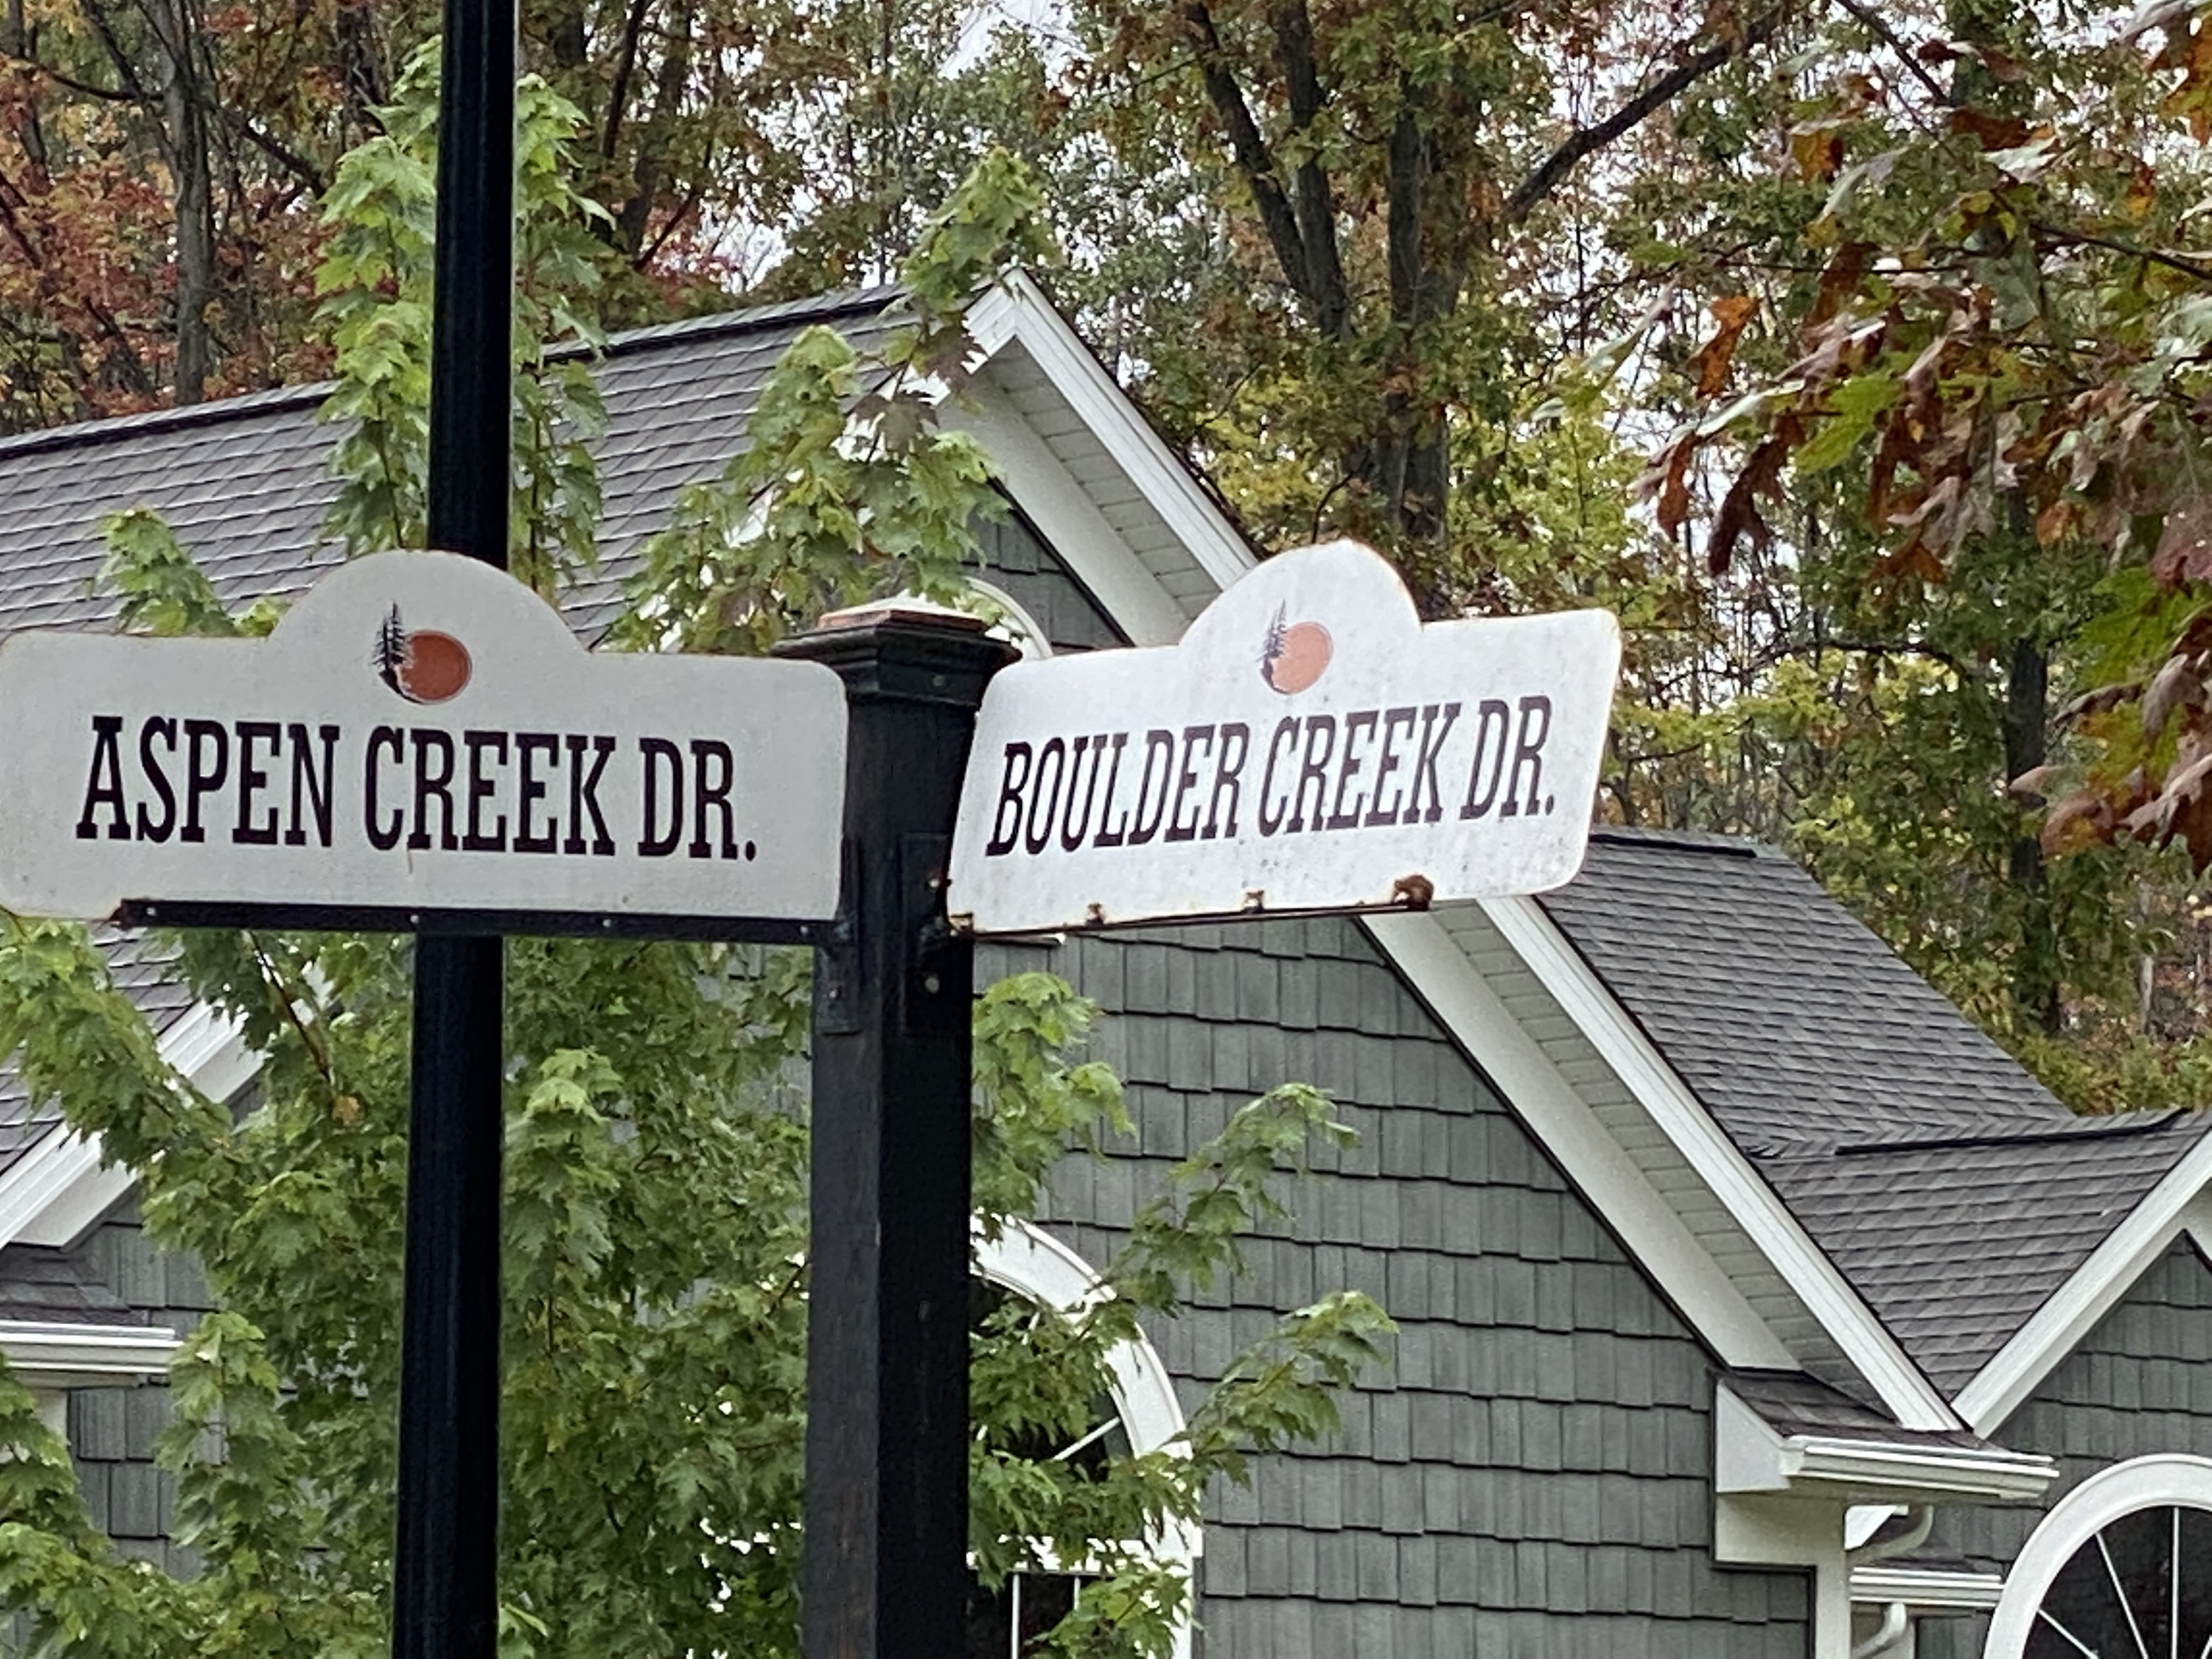 ASPEN CREEK DR.
BOULDER CREEK DR.